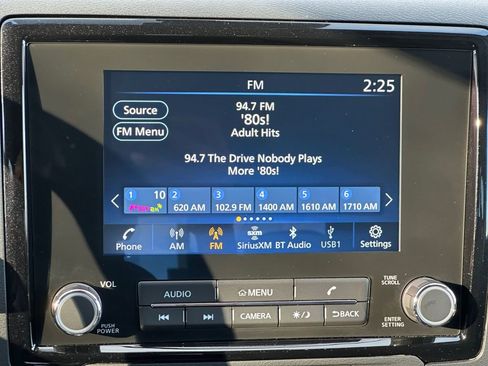 FM
2:25
Source
94.7 FM
'80s!
FM Menu
Adult Hits
94.7 The Drive Nobody Plays
More '80s!
1 10 2 3 4 5 6
620 AM 102.9 FM 1400 AM 1610 AM 1710 AM
Phone AM FM SiriusXM BT Audio USB1 Settings
VOL
AUDIO MENU
TUNE
SCROLL
PUSH
POWER
CAMERA BACK
ENTER
SETTING